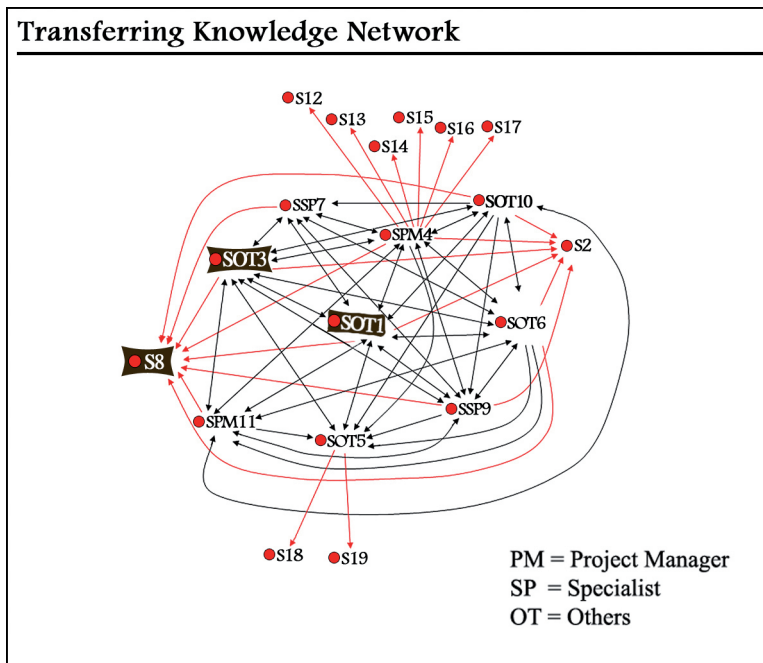 Transferring Knowledge Network
S12
S13
S15
S16
S17
S14
SSP7
SOT10
SPM4
S2
SOT3
SOT1
SOT6
S8
SSP9
SPM11
SOT5
S18
S19
PM = Project Manager
SP = Specialist
OT = Others